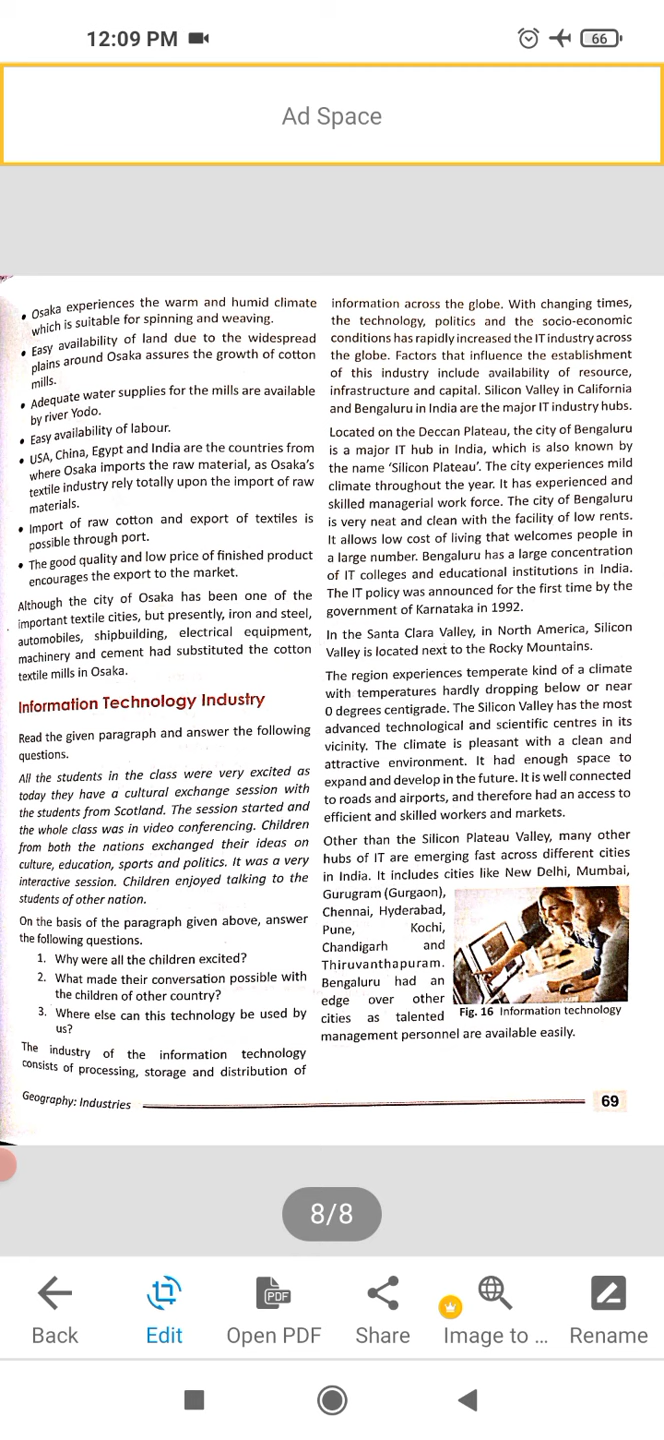 12:09 PM
66
Ad Space
• Osaka experiences the warm and humid climate
which is suitable for spinning and weaving.
• Easy availability of land due to the widespread
plains around Osaka assures the growth of cotton
mills.
• Adequate water supplies for the mills are available
by river Yodo.
• Easy availability of labour.
• USA, China, Egypt and India are the countries from
where Osaka imports the raw material, as Osaka's
textile industry rely totally upon the import of raw
materials.
• Import of raw cotton and export of textiles is
possible through port.
• The good quality and low price of finished product
encourages the export to the market.
Although the city of Osaka has been one of the
important textile cities, but presently, iron and steel,
automobiles, shipbuilding, electrical equipment,
machinery and cement had substituted the cotton
textile mills in Osaka.
Information Technology Industry
Read the given paragraph and answer the following
questions.
All the students in the class were very excited as
today they have a cultural exchange session with
the students from Scotland. The session started and
the whole class was in video conferencing. Children
from both the nations exchanged their ideas on
culture, education, sports and politics. It was a very
interactive session. Children enjoyed talking to the
students of other nation.
On the basis of the paragraph given above, answer
the following questions.
1. Why were all the children excited?
2. What made their conversation possible with
the children of other country?
3. Where else can this technology be used by
us?
The industry of the information technology
consists of processing, storage and distribution of
information across the globe. With changing times,
the technology, politics and the socio-economic
conditions has rapidly increased the IT industry across
the globe. Factors that influence the establishment
of this industry include availability of resource,
infrastructure and capital. Silicon Valley in California
and Bengaluru in India are the major IT industry hubs.
Located on the Deccan Plateau, the city of Bengaluru
is a major IT hub in India, which is also known by
the name 'Silicon Plateau'. The city experiences mild
climate throughout the year. It has experienced and
skilled managerial work force. The city of Bengaluru
is very neat and clean with the facility of low rents.
It allows low cost of living that welcomes people in
a large number. Bengaluru has a large concentration
of IT colleges and educational institutions in India.
The IT policy was announced for the first time by the
government of Karnataka in 1992.
In the Santa Clara Valley, in North America, Silicon
Valley is located next to the Rocky Mountains.
The region experiences temperate kind of a climate
with temperatures hardly dropping below or near
0 degrees centigrade. The Silicon Valley has the most
advanced technological and scientific centres in its
vicinity. The climate is pleasant with a clean and
attractive environment. It had enough space to
expand and develop in the future. It is well connected
to roads and airports, and therefore had an access to
efficient and skilled workers and markets.
Other than the Silicon Plateau Valley, many other
hubs of IT are emerging fast across different cities
in India. It includes cities like New Delhi, Mumbai,
Gurugram (Gurgaon),
Chennai, Hyderabad,
Pune, Kochi,
Chandigarh and
Thiruvanthapuram.
Bengaluru had an
edge over other
cities as talented
management personnel are available easily.
Fig. 16 Information technology
Geography: Industries
69
8/8
Back
Edit
PDF
Open PDF
Share
Image to ...
Rename